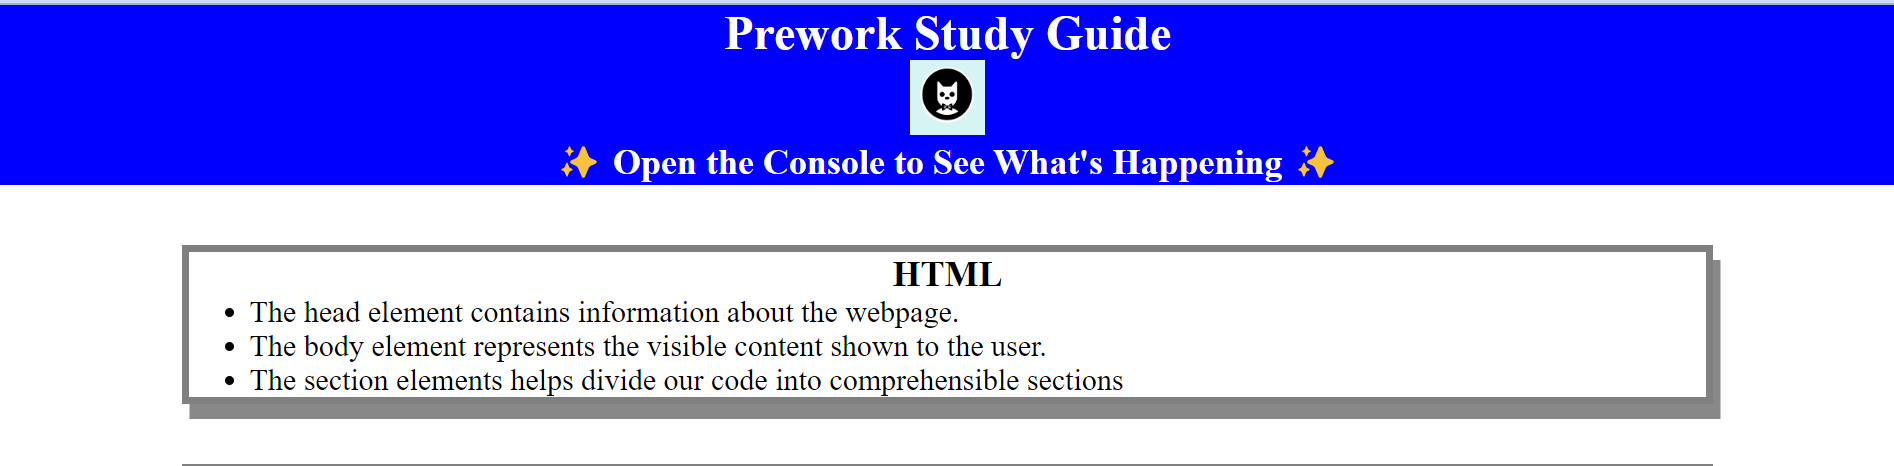 Prework Study Guide
✨ Open the Console to See What's Happening ✨
HTML
• The head element contains information about the webpage.
• The body element represents the visible content shown to the user.
• The section elements helps divide our code into comprehensible sections